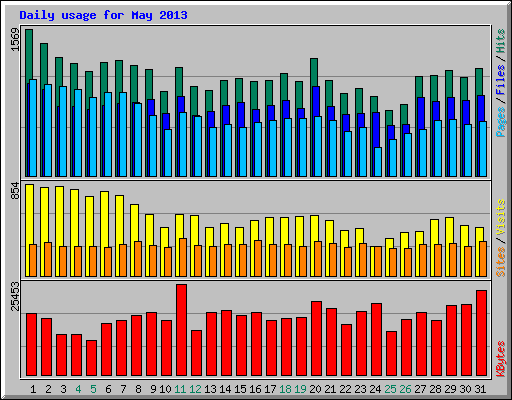 Daily usage for May 2013
1569
Pages / Files / Hits
854
Sites / Visits
25453
KBytes
1 2 3 4 5 6 7 8 9 10 11 12 13 14 15 16 17 18 19 20 21 22 23 24 25 26 27 28 29 30 31